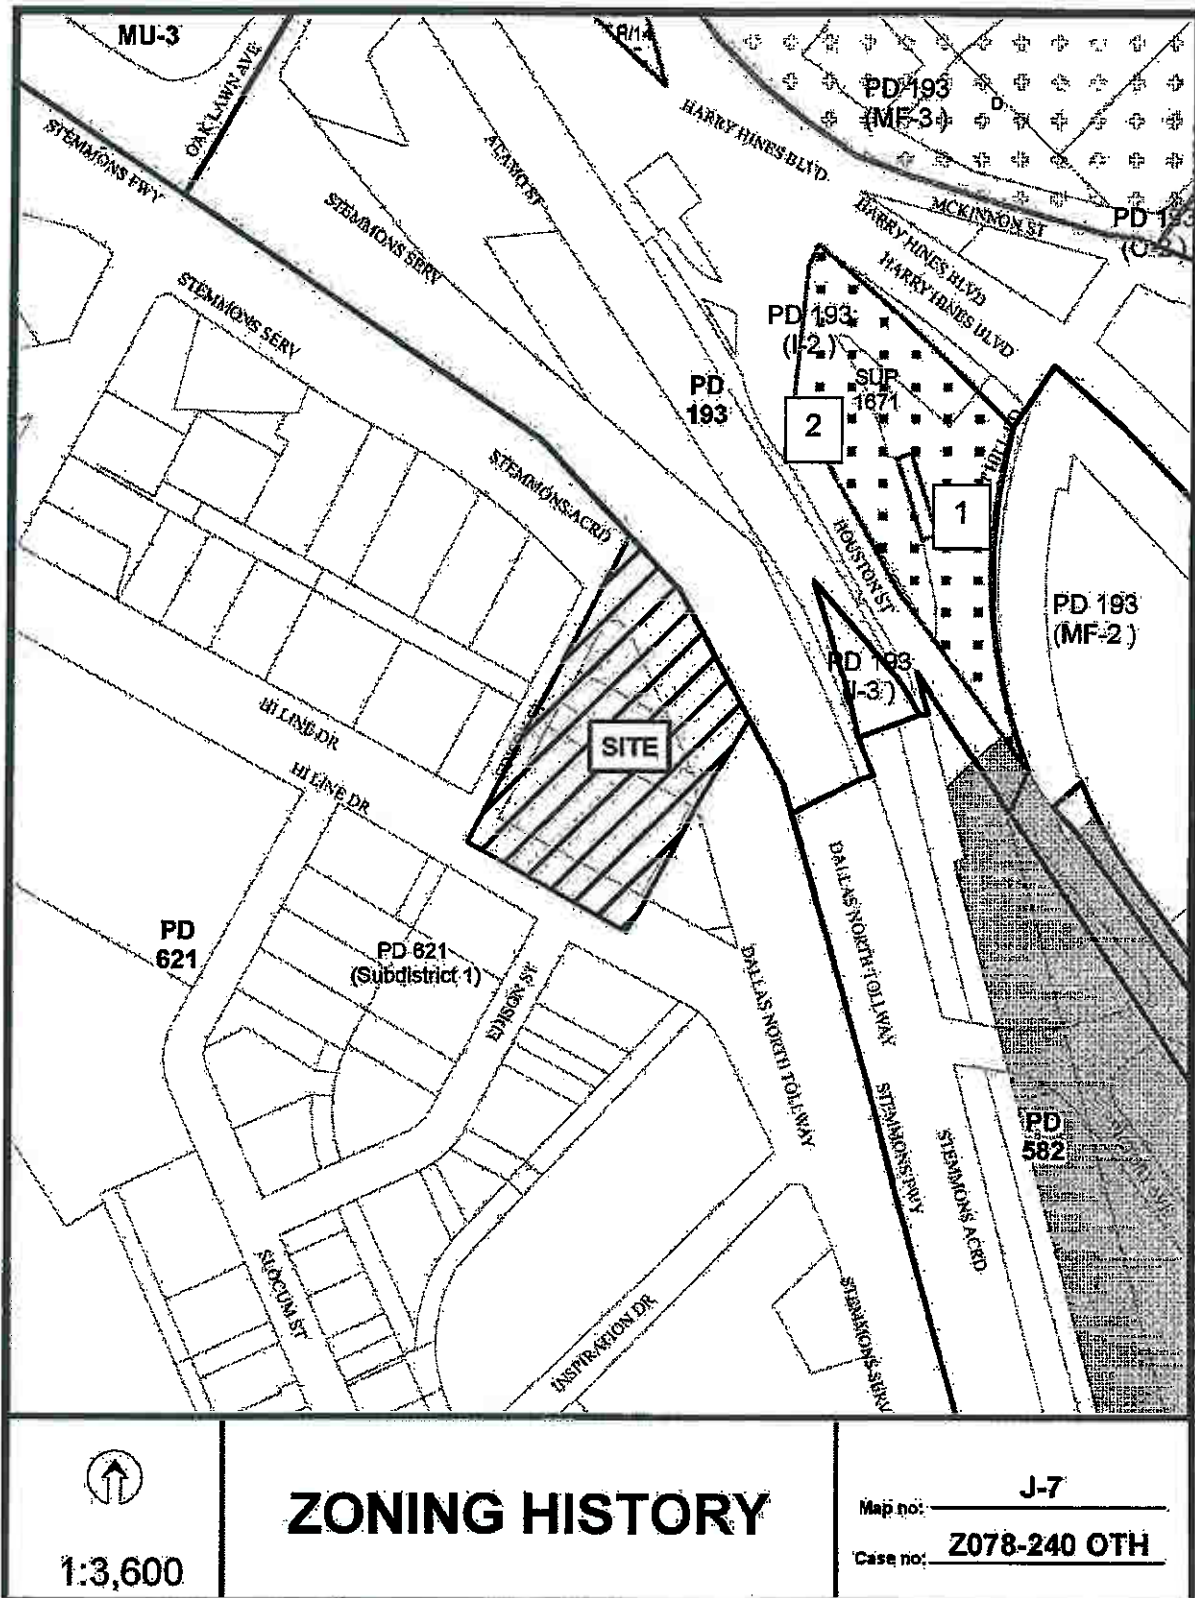 MU-3
OAK LAWN AVE
STEMMONS FWY
STEMMONS SERV
STEMMONS SERV
ALAMO ST
HARRY HINES BLVD
PD 193
(MF-3 )
D
MCKINNON ST
HARRY HINES BLVD
HARRY HINES BLVD
PD 193
PD 193
(I-2 )
SUP
1671
PD
193
2
1
STEMMONS ACRD
HOUSTON ST
PD 193
(MF-2 )
PD 193
(I-3 )
SITE
HI LINE DR
HI LINE DR
PD
621
PD 621
(Subdistrict 1)
EDISON ST
DALLAS NORTH TOLLWAY
DALLAS NORTH TOLLWAY
STEMMONS FWY
STEMMONS ACRD
PD
582
SLOCUM ST
INSPIRATION DR
STEMMONS SERV
1:3,600
ZONING HISTORY
Map no: J-7
Case no: Z078-240 OTH